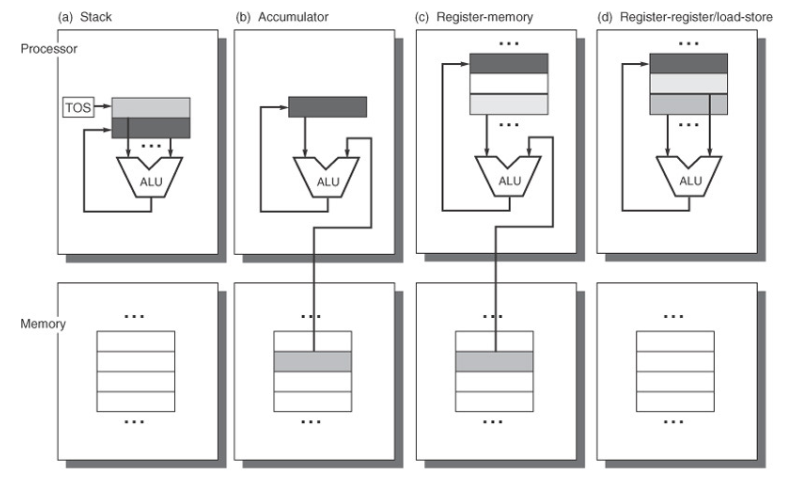 (a) Stack
(b) Accumulator
(c) Register-memory
(d) Register-register/load-store
Processor
TOS
...
ALU
ALU
...
...
ALU
...
...
ALU
Memory
...
...
...
...
...
...
...
...